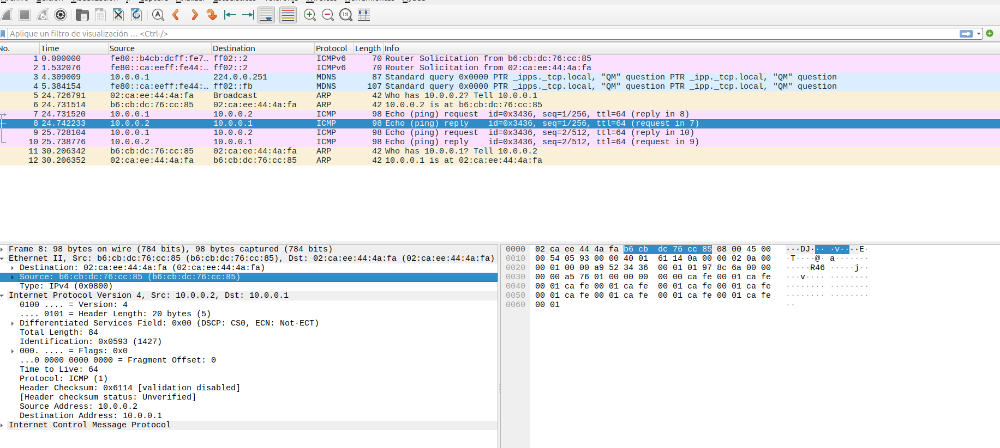 Aplique un filtro de visualización … <Ctrl-/>
No. Time Source Destination Protocol Length Info
1 0.000000 fe80::b4cb:dcff:fe7… ff02::2 ICMPv6 70 Router Solicitation from b6:cb:dc:76:cc:85
2 1.532076 fe80::ca:eeff:fe44:… ff02::2 ICMPv6 70 Router Solicitation from 02:ca:ee:44:4a:fa
3 4.309009 10.0.0.1 224.0.0.251 MDNS 87 Standard query 0x0000 PTR _ipps._tcp.local, "QM" question PTR _ipp._tcp.local, "QM" question
4 5.384154 fe80::ca:eeff:fe44:… ff02::fb MDNS 107 Standard query 0x0000 PTR _ipps._tcp.local, "QM" question PTR _ipp._tcp.local, "QM" question
5 24.726791 02:ca:ee:44:4a:fa Broadcast ARP 42 Who has 10.0.0.2? Tell 10.0.0.1
6 24.731514 b6:cb:dc:76:cc:85 02:ca:ee:44:4a:fa ARP 42 10.0.0.2 is at b6:cb:dc:76:cc:85
7 24.731520 10.0.0.1 10.0.0.2 ICMP 98 Echo (ping) request id=0x3436, seq=1/256, ttl=64 (reply in 8)
8 24.742233 10.0.0.2 10.0.0.1 ICMP 98 Echo (ping) reply id=0x3436, seq=1/256, ttl=64 (request in 7)
9 25.728104 10.0.0.1 10.0.0.2 ICMP 98 Echo (ping) request id=0x3436, seq=2/512, ttl=64 (reply in 10)
10 25.738776 10.0.0.2 10.0.0.1 ICMP 98 Echo (ping) reply id=0x3436, seq=2/512, ttl=64 (request in 9)
11 30.206342 b6:cb:dc:76:cc:85 02:ca:ee:44:4a:fa ARP 42 Who has 10.0.0.1? Tell 10.0.0.2
12 30.206352 02:ca:ee:44:4a:fa b6:cb:dc:76:cc:85 ARP 42 10.0.0.1 is at 02:ca:ee:44:4a:fa
Frame 8: 98 bytes on wire (784 bits), 98 bytes captured (784 bits)
Ethernet II, Src: b6:cb:dc:76:cc:85 (b6:cb:dc:76:cc:85), Dst: 02:ca:ee:44:4a:fa (02:ca:ee:44:4a:fa)
Destination: 02:ca:ee:44:4a:fa (02:ca:ee:44:4a:fa)
Source: b6:cb:dc:76:cc:85 (b6:cb:dc:76:cc:85)
Type: IPv4 (0x0800)
Internet Protocol Version 4, Src: 10.0.0.2, Dst: 10.0.0.1
0100 .... = Version: 4
.... 0101 = Header Length: 20 bytes (5)
Differentiated Services Field: 0x00 (DSCP: CS0, ECN: Not-ECT)
Total Length: 84
Identification: 0x0593 (1427)
000. .... = Flags: 0x0
...0 0000 0000 0000 = Fragment Offset: 0
Time to Live: 64
Protocol: ICMP (1)
Header Checksum: 0x6114 [validation disabled]
[Header checksum status: Unverified]
Source Address: 10.0.0.2
Destination Address: 10.0.0.1
Internet Control Message Protocol
0000 02 ca ee 44 4a fa b6 cb dc 76 cc 85 08 00 45 00 ···DJ··· ·v····E·
0010 00 54 05 93 00 00 40 01 61 14 0a 00 00 02 0a 00 ·T····@· a·······
0020 00 01 00 00 a9 52 34 36 00 01 01 97 8c 6a 00 00 ·····R46 ·····j··
0030 00 00 a5 76 01 00 00 00 00 00 ca fe 00 01 ca fe ···v···· ········
0040 00 01 ca fe 00 01 ca fe 00 01 ca fe 00 01 ca fe ········ ········
0050 00 01 ca fe 00 01 ca fe 00 01 ca fe 00 01 ca fe ········ ········
0060 00 01 ··